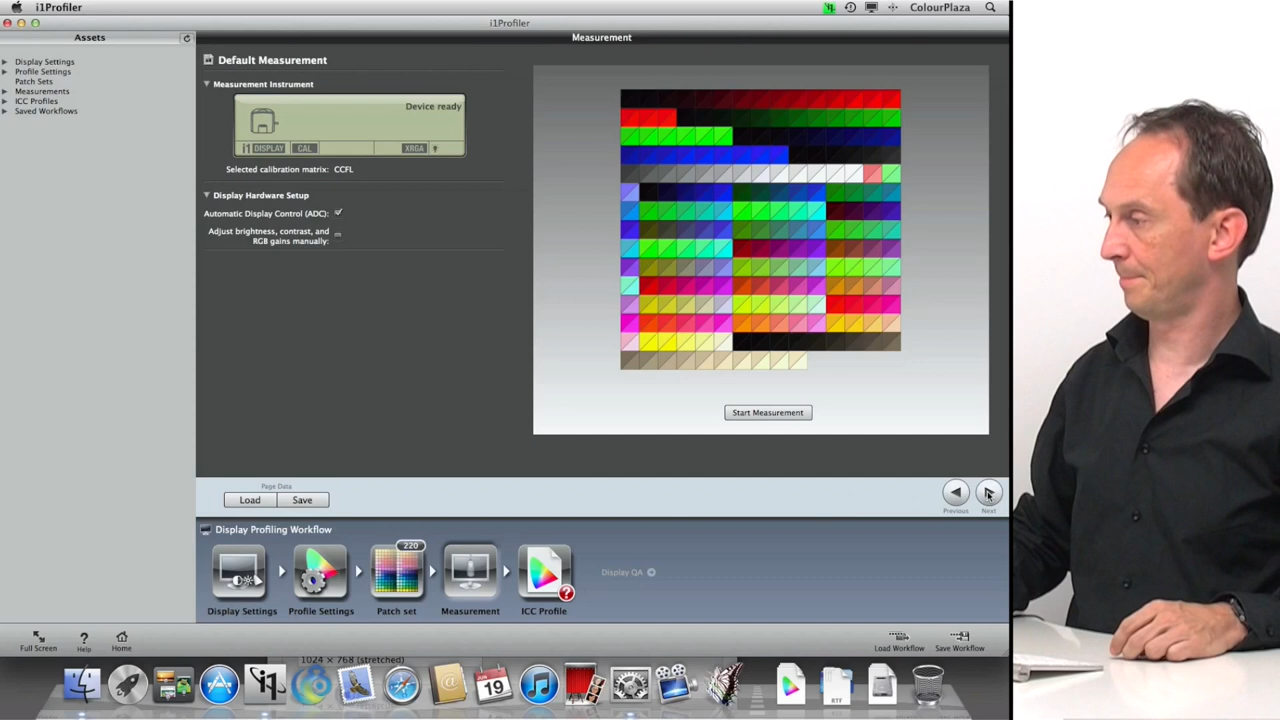 i1Profiler
ColourPlaza
i1Profiler
Assets
Measurement
Display Settings
Profile Settings
Patch Sets
Measurements
ICC Profiles
Saved Workflows
Default Measurement
Measurement Instrument
Device ready
i1 DISPLAY CAL XRGA
Selected calibration matrix: CCFL
Display Hardware Setup
Automatic Display Control (ADC):
Adjust brightness, contrast, and
RGB gains manually:
Start Measurement
Page Data
Load Save
Previous Next
Display Profiling Workflow
220
Display QA
Display Settings Profile Settings Patch set Measurement ICC Profile
Full Screen Help Home Load Workflow Save Workflow
1024 × 768 (stretched)
JUN
19
RTF